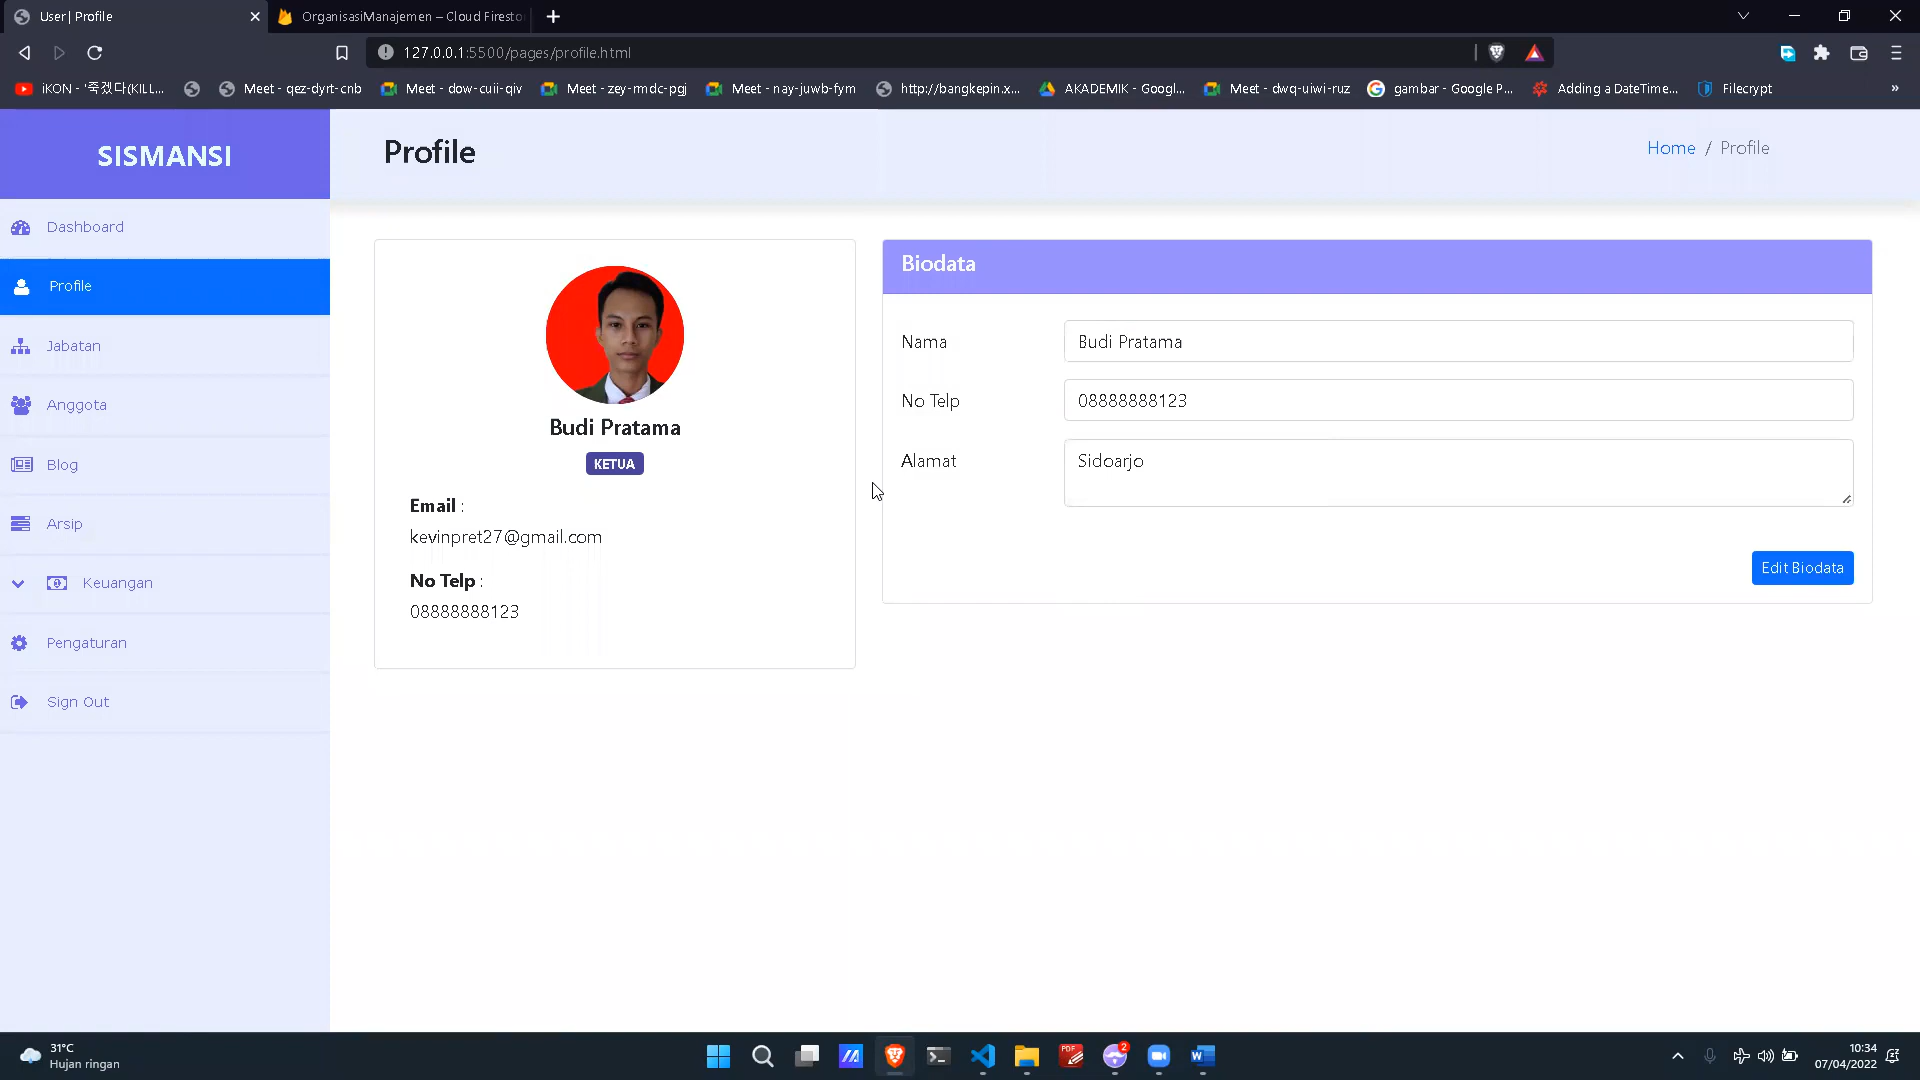 User | Profile
OrganisasiManajemen – Cloud Firesto
127.0.0.1:5500/pages/profile.html
iKON - '죽겠다(KILL...
Meet - qez-dyrt-cnb
Meet - dow-cuii-qiv
Meet - zey-rmdc-pgj
Meet - nay-juwb-fym
http://bangkepin.x...
AKADEMIK - Googl...
Meet - dwq-uiwi-ruz
gambar - Google P...
Adding a DateTime...
Filecrypt
»
SISMANSI
Dashboard
Profile
Jabatan
Anggota
Blog
Arsip
Keuangan
Pengaturan
Sign Out
Profile
Home / Profile
Budi Pratama
KETUA
Email :
kevinpret27@gmail.com
No Telp :
08888888123
Biodata
Nama
Budi Pratama
No Telp
08888888123
Alamat
Sidoarjo
Edit Biodata
31°C
Hujan ringan
PDF
2
W
10:34
07/04/2022